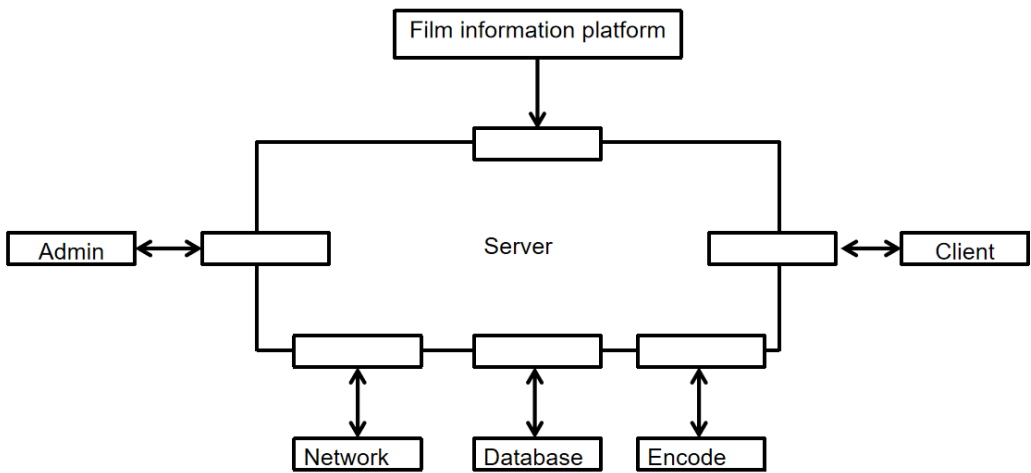 Film information platform
Admin
Server
Client
Network
Database
Encode